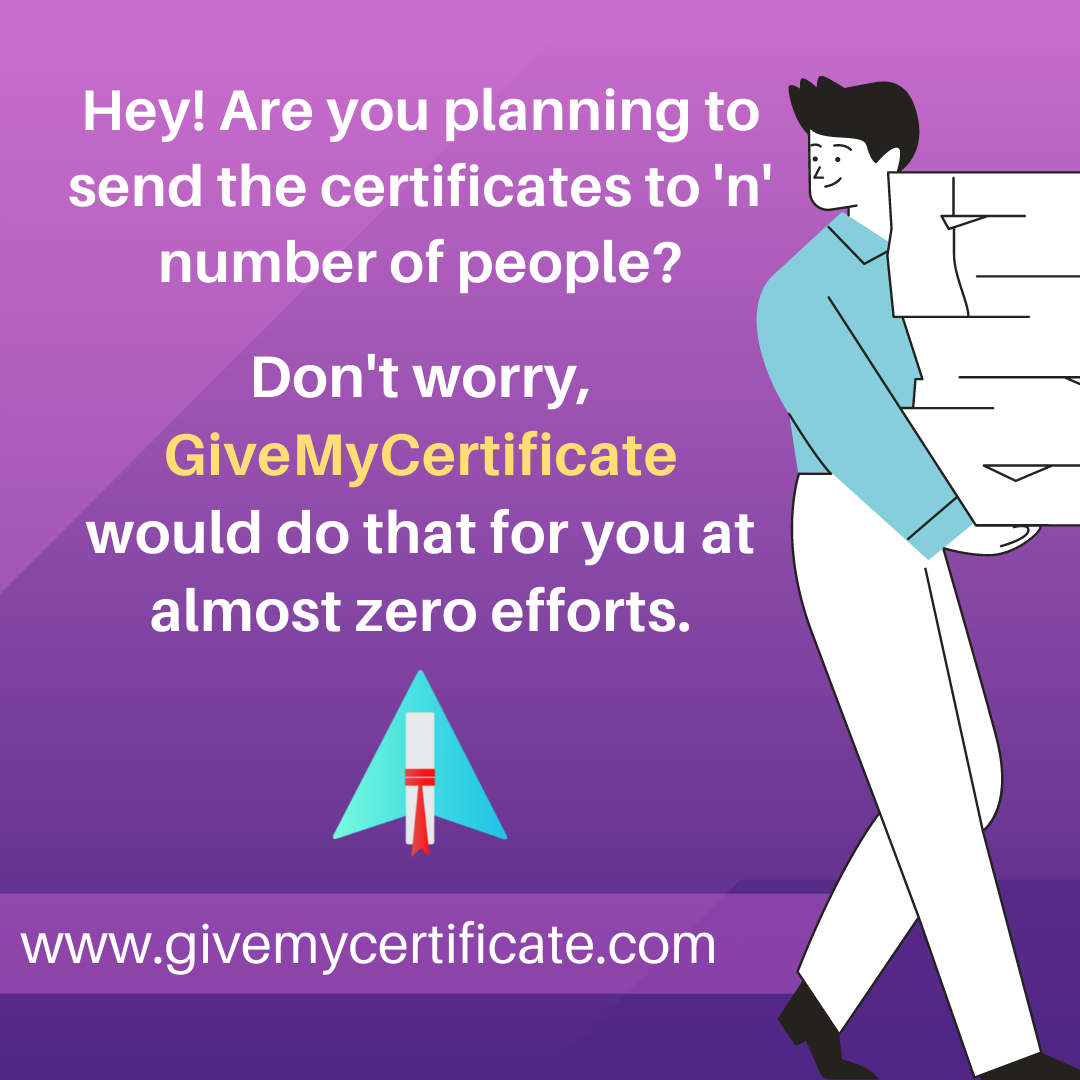 Hey! Are you planning to
send the certificates to 'n'
number of people?
Don't worry,
GiveMyCertificate
would do that for you at
almost zero efforts.
www.givemycertificate.com